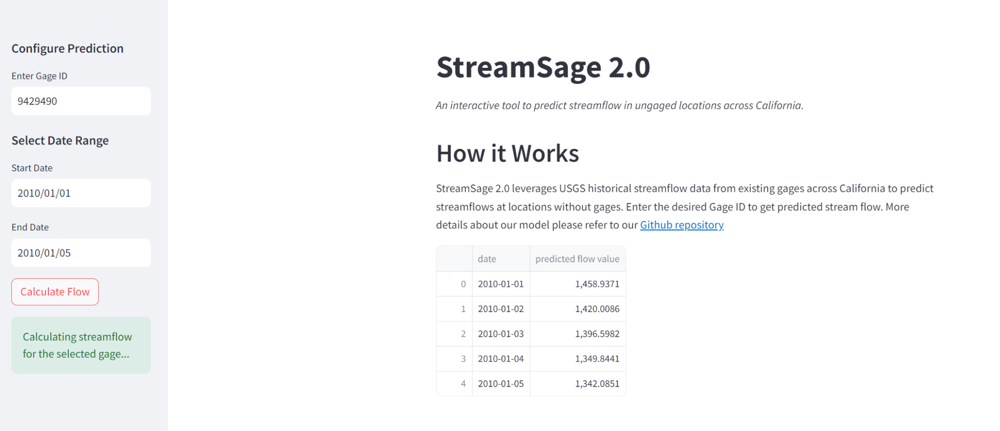 Configure Prediction
Enter Gage ID
9429490
Select Date Range
Start Date
2010/01/01
End Date
2010/01/05
Calculate Flow
Calculating streamflow
for the selected gage...
StreamSage 2.0
An interactive tool to predict streamflow in ungaged locations across California.
How it Works
StreamSage 2.0 leverages USGS historical streamflow data from existing gages across California to predict
streamflows at locations without gages. Enter the desired Gage ID to get predicted stream flow. More
details about our model please refer to our Github repository
date predicted flow value
0 2010-01-01 1,458.9371
1 2010-01-02 1,420.0086
2 2010-01-03 1,396.5982
3 2010-01-04 1,349.8441
4 2010-01-05 1,342.0851